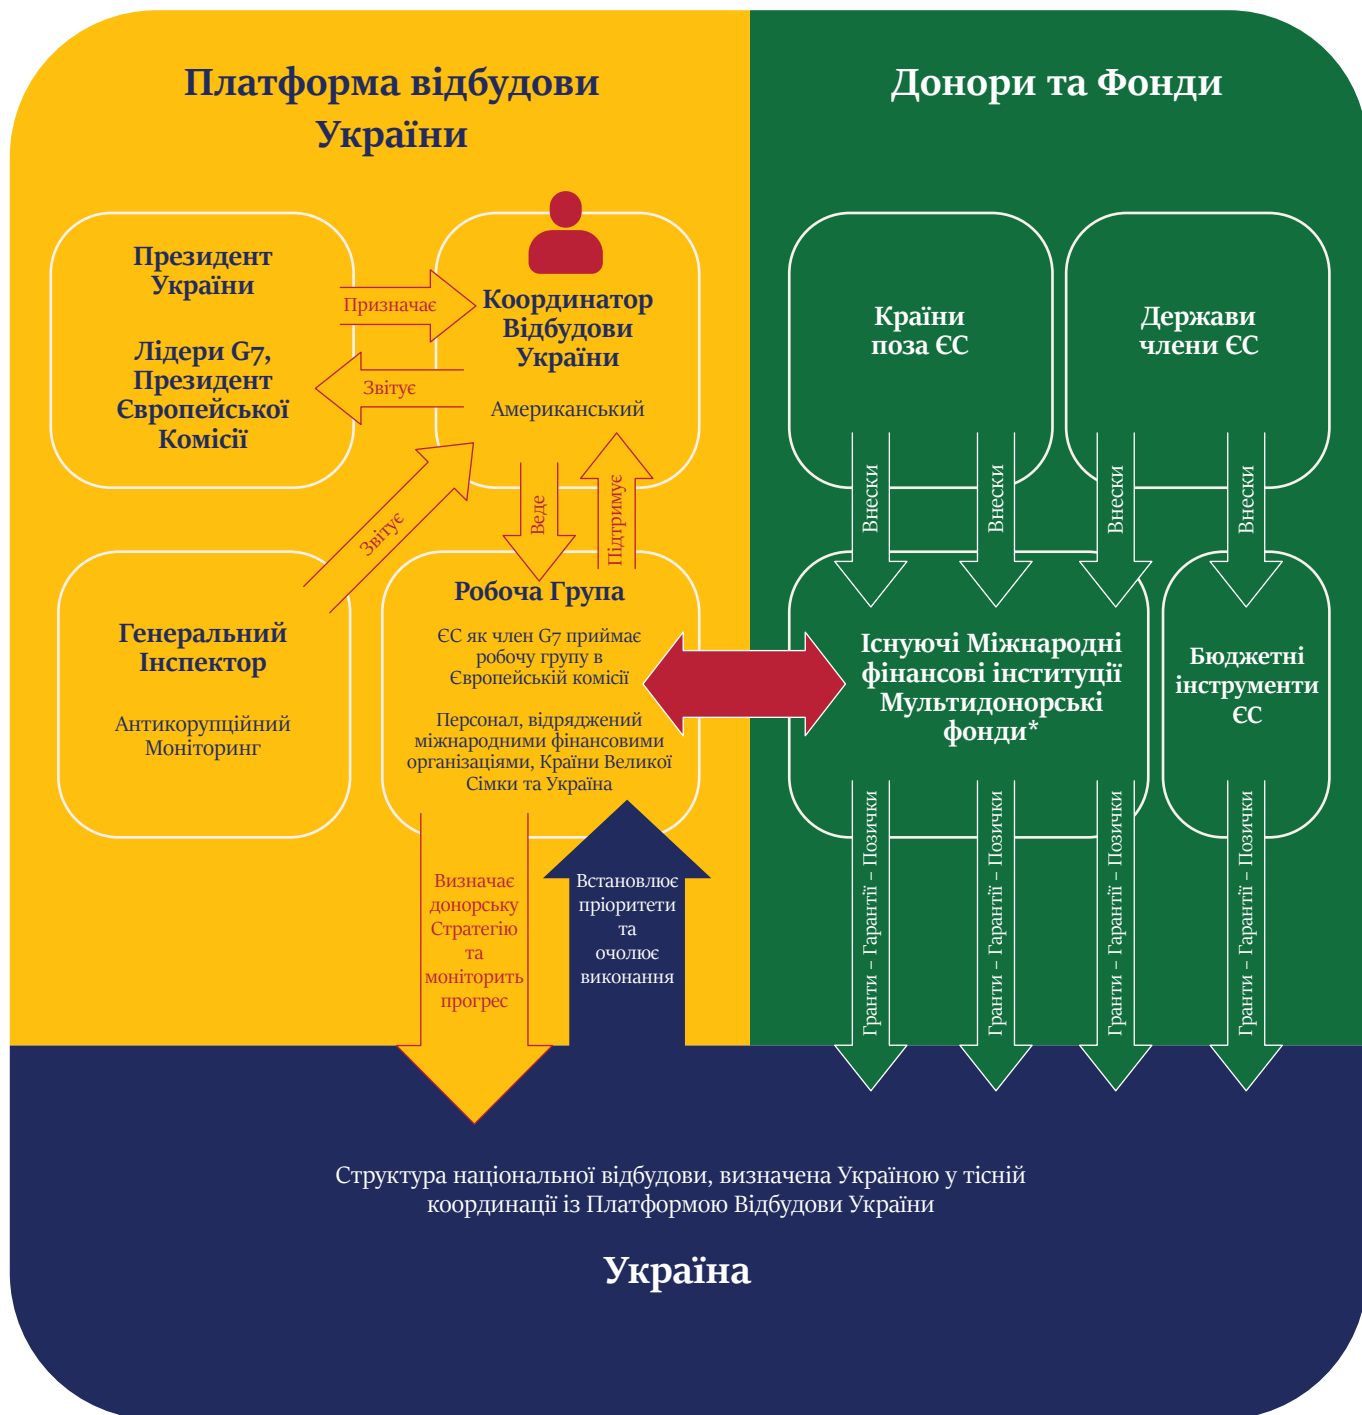 Платформа відбудови
України
Президент
України
Лідери G7,
Президент
Європейської
Комісії
Призначає
Звітує
Координатор
Відбудови
України
Американський
Звітує
Веде
Підтримує
Генеральний
Інспектор
Антикорупційний
Моніторинг
Робоча Група
ЄС як член G7 приймає
робочу групу в
Європейській комісії
Персонал, відряджений
міжнародними фінансовими
організаціями, Країни Великої
Сімки та Україна
Визначає
донорську
Стратегію
та
моніторить
прогрес
Встановлює
пріоритети
та
очолює
виконання
Донори та Фонди
Країни
поза ЄС
Держави
члени ЄС
Внески
Внески
Внески
Внески
Існуючі Міжнародні
фінансові інституції
Мультидонорські
фонди*
Бюджетні
інструменти
ЄС
Гранти – Гарантії – Позички
Гранти – Гарантії – Позички
Гранти – Гарантії – Позички
Гранти – Гарантії – Позички
Структура національної відбудови, визначена Україною у тісній
координації із Платформою Відбудови України
Україна